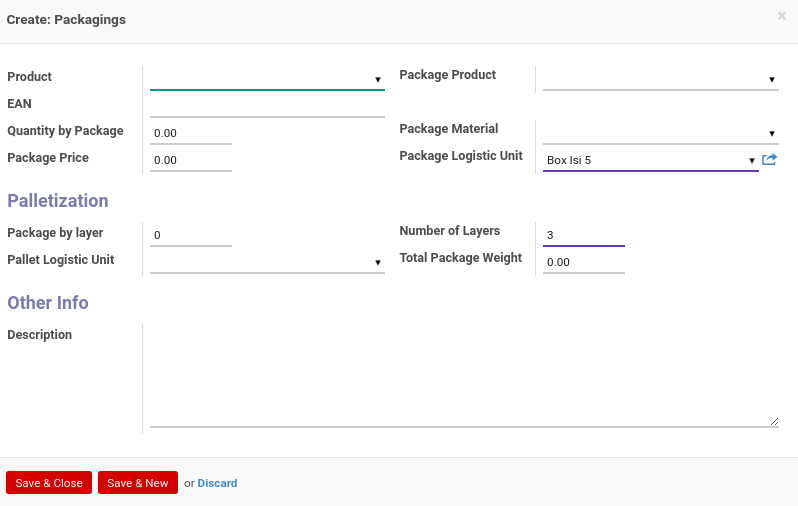 Create: Packagings
×
Product
Package Product
EAN
Quantity by Package 0.00
Package Material
Package Price 0.00
Package Logistic Unit Box Isi 5
Palletization
Package by layer 0
Number of Layers 3
Pallet Logistic Unit
Total Package Weight 0.00
Other Info
Description
Save & Close Save & New or Discard